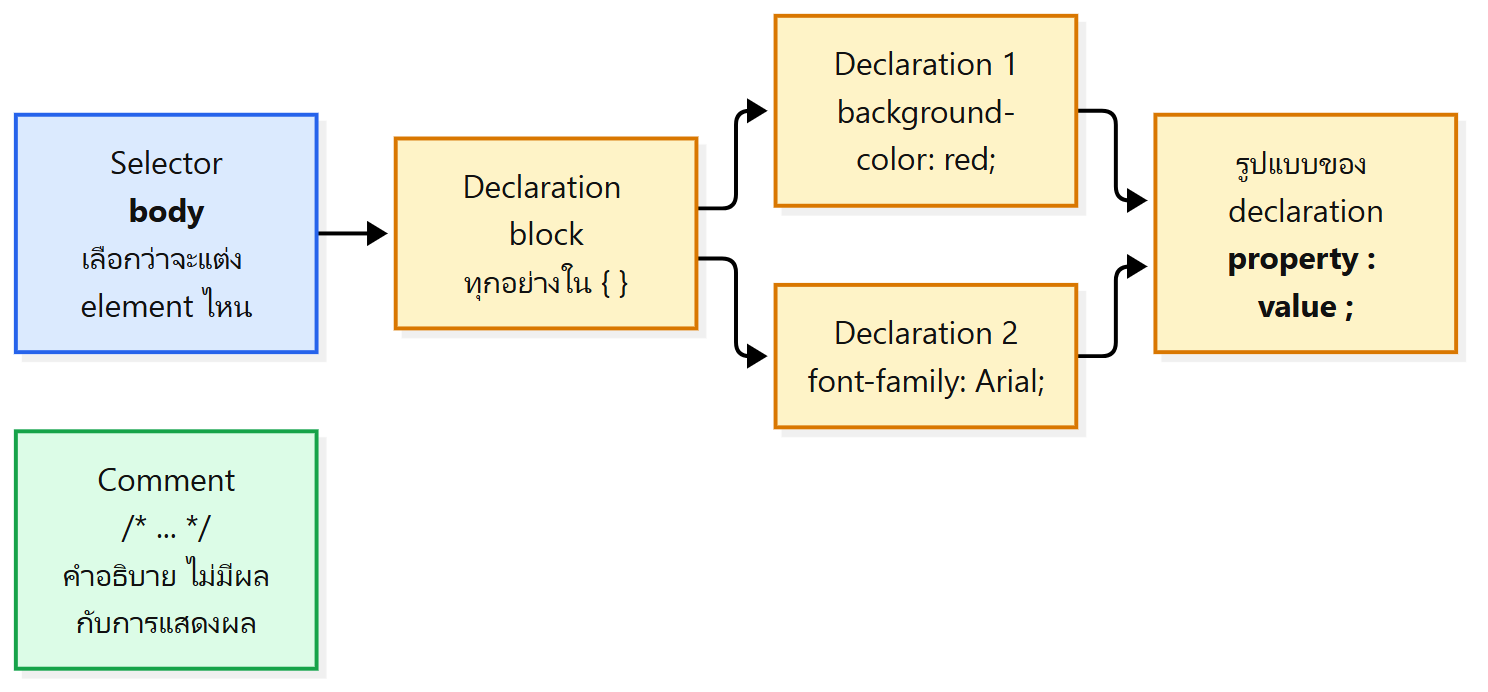 Selector
body
เลือกว่าจะแต่ง
element ไหน
Declaration
block
ทุกอย่างใน { }
Declaration 1
background-
color: red;
Declaration 2
font-family: Arial;
รูปแบบของ
declaration
property :
value ;
Comment
/* ... */
คำอธิบาย ไม่มีผล
กับการแสดงผล